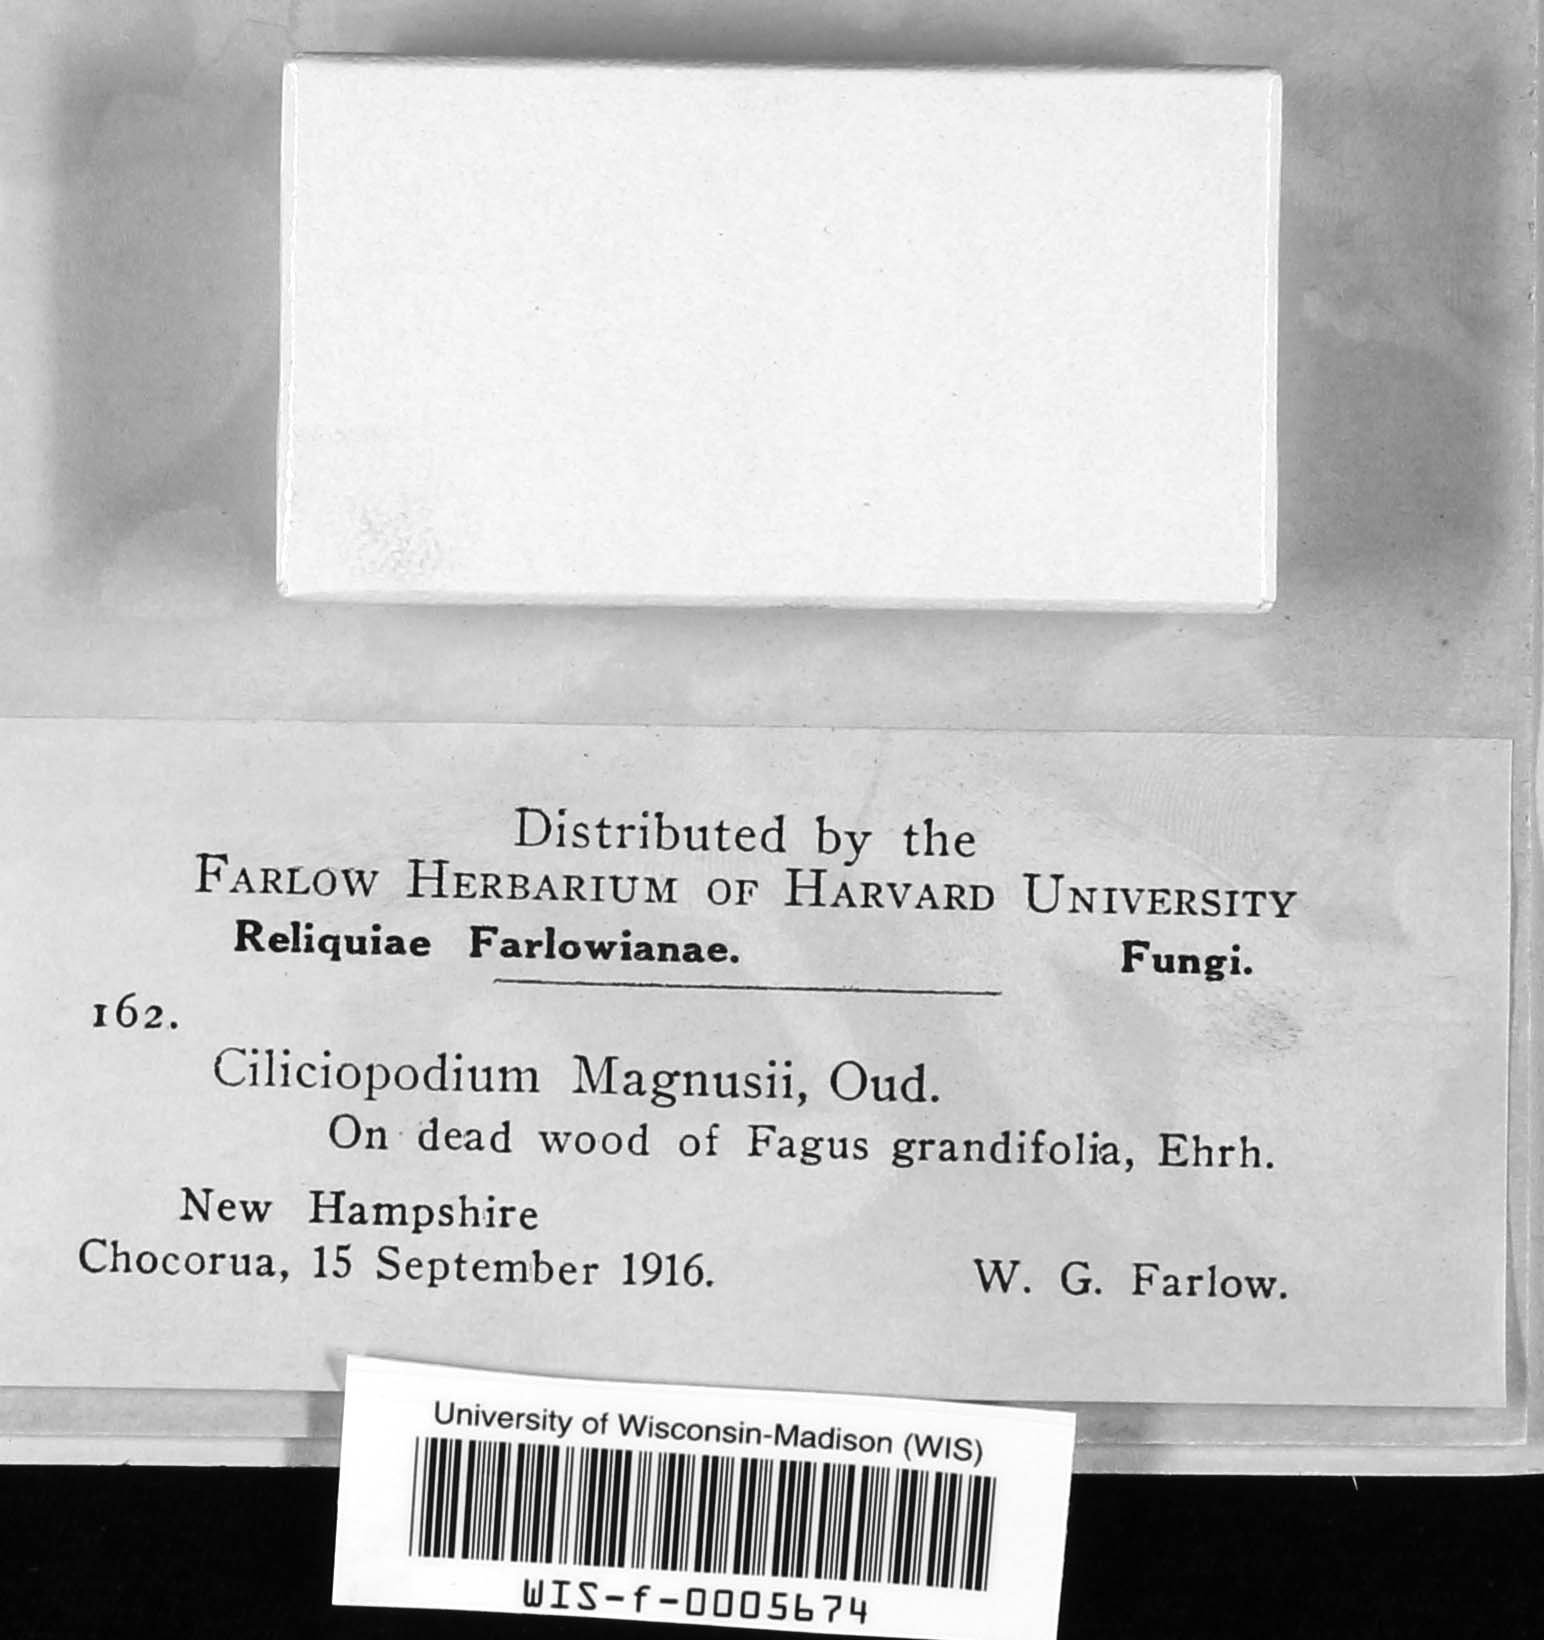 Distributed by the
FARLOW HERBARIUM OF HARVARD UNIVERSITY
Reliquiae Farlowianae. Fungi.
162.
Ciliciopodium Magnusii, Oud.
On dead wood of Fagus grandifolia, Ehrh.
New Hampshire
Chocorua, 15 September 1916. W. G. Farlow.
University of Wisconsin-Madison (WIS)
WIS-f-0005674